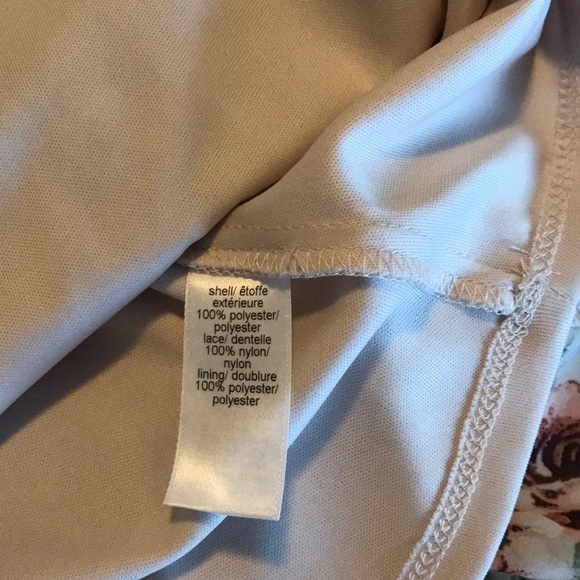 shell/ étoffe
extérieure
100% polyester/
polyester
lace/ dentelle
100% nylon/
nylon
lining/ doublure
100% polyester/
polyester